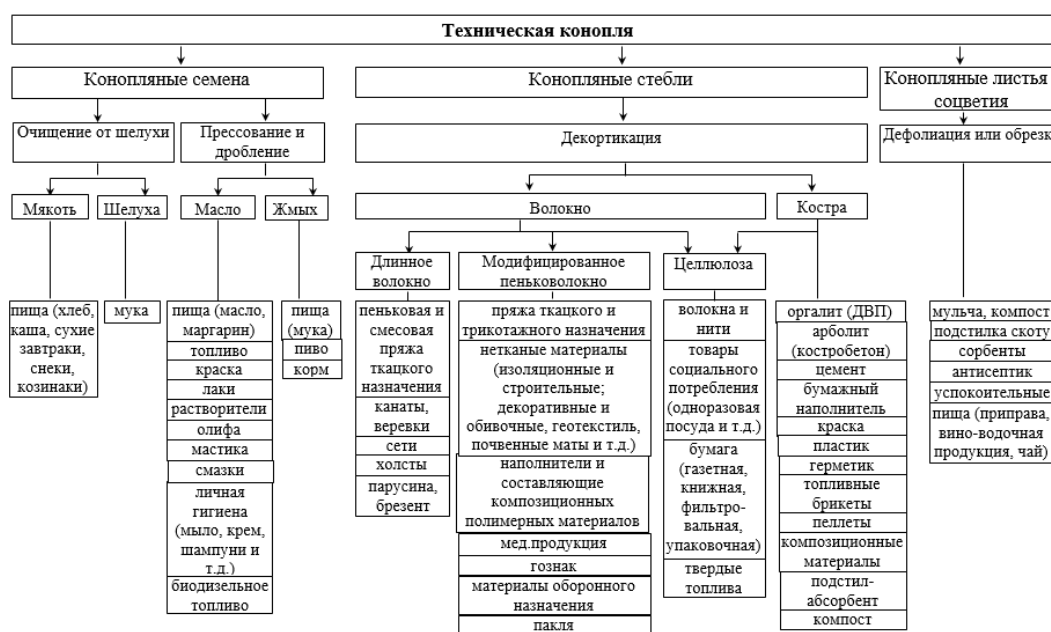 Техническая конопля
Конопляные семена
Конопляные стебли
Конопляные листья
соцветия
Очищение от шелухи
Прессование и
дробление
Декортикация
Дефолиация или обрезк
Мякоть
Шелуха
Масло
Жмых
Волокно
Костра
Длинное
волокно
Модифицированное
пеньковолокно
Целлюлоза
пища (хлеб,
каша, сухие
завтраки,
снеки,
козинаки)
мука
пища (масло,
маргарин)
топливо
краска
лаки
растворители
олифа
мастика
смазки
личная
гигиена
(мыло, крем,
шампуни и
т.д.)
биодизельное
топливо
пища
(мука)
пиво
корм
пеньковая и
смесовая
пряжа
ткацкого
назначения
канаты,
веревки
сети
холсты
парусина,
брезент
пряжа ткацкого и
трикотажного назначения
нетканые материалы
(изоляционные и
строительные;
декоративные и
обивочные, геотекстиль,
почвенные маты и т.д.)
наполнители и
составляющие
композиционных
полимерных материалов
мед.продукция
гознак
материалы оборонного
назначения
пакля
волокна и
нити
товары
социального
потребления
(одноразовая
посуда и т.д.)
бумага
(газетная,
книжная,
фильтро-
вальная,
упаковочная)
твердые
топлива
оргалит (ДВП)
арболит
(костробетон)
цемент
бумажный
наполнитель
краска
пластик
герметик
топливные
брикеты
пеллеты
композиционные
материалы
подстил-
абсорбент
компост
мульча, компост
подстилка скоту
сорбенты
антисептик
успокоительные
пища (приправа,
вино-водочная
продукция, чай)